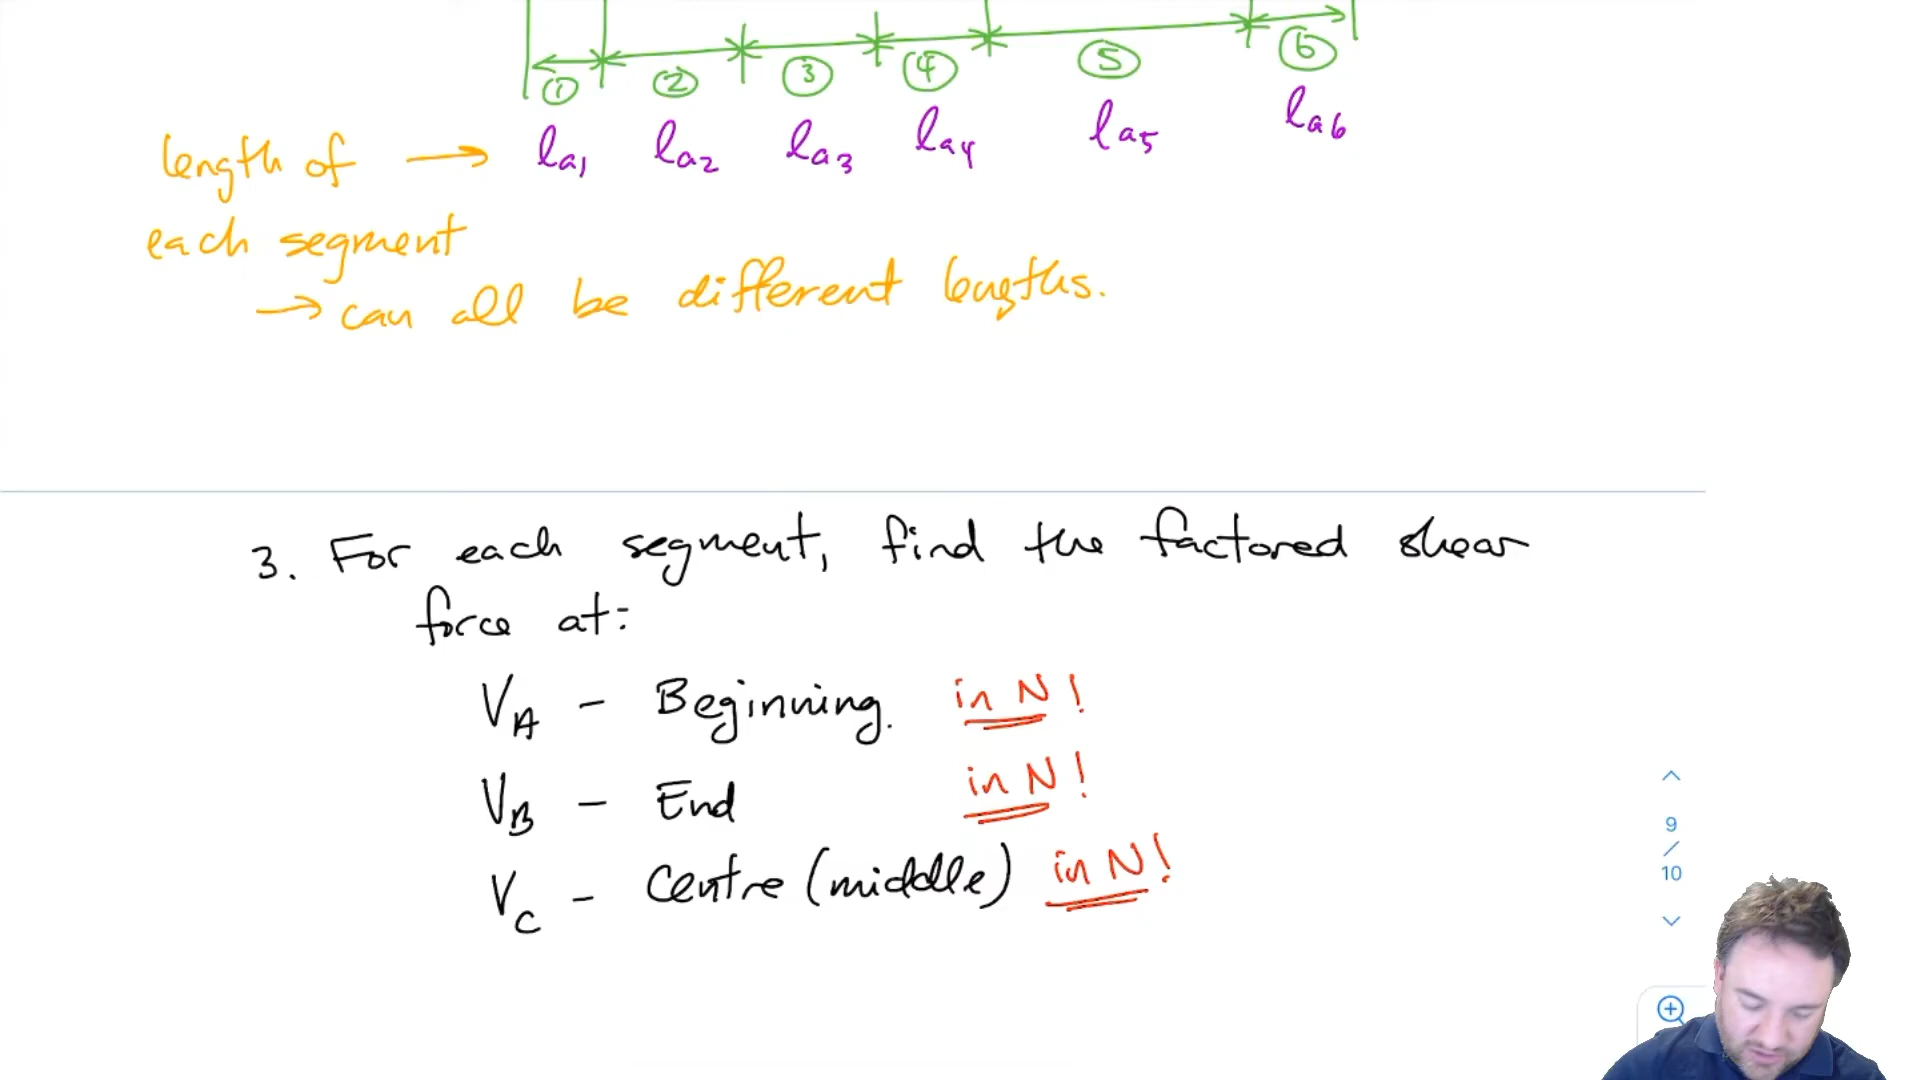 ① ② ③ ④ ⑤ ⑥
length of → la1 la2 la3 la4 la5 la6
each segment
→ can all be different lengths.
3. For each segment, find the factored shear
force at:
VA - Beginning. in N!
VB - End in N!
VC - Centre (middle) in N!
9
/
10